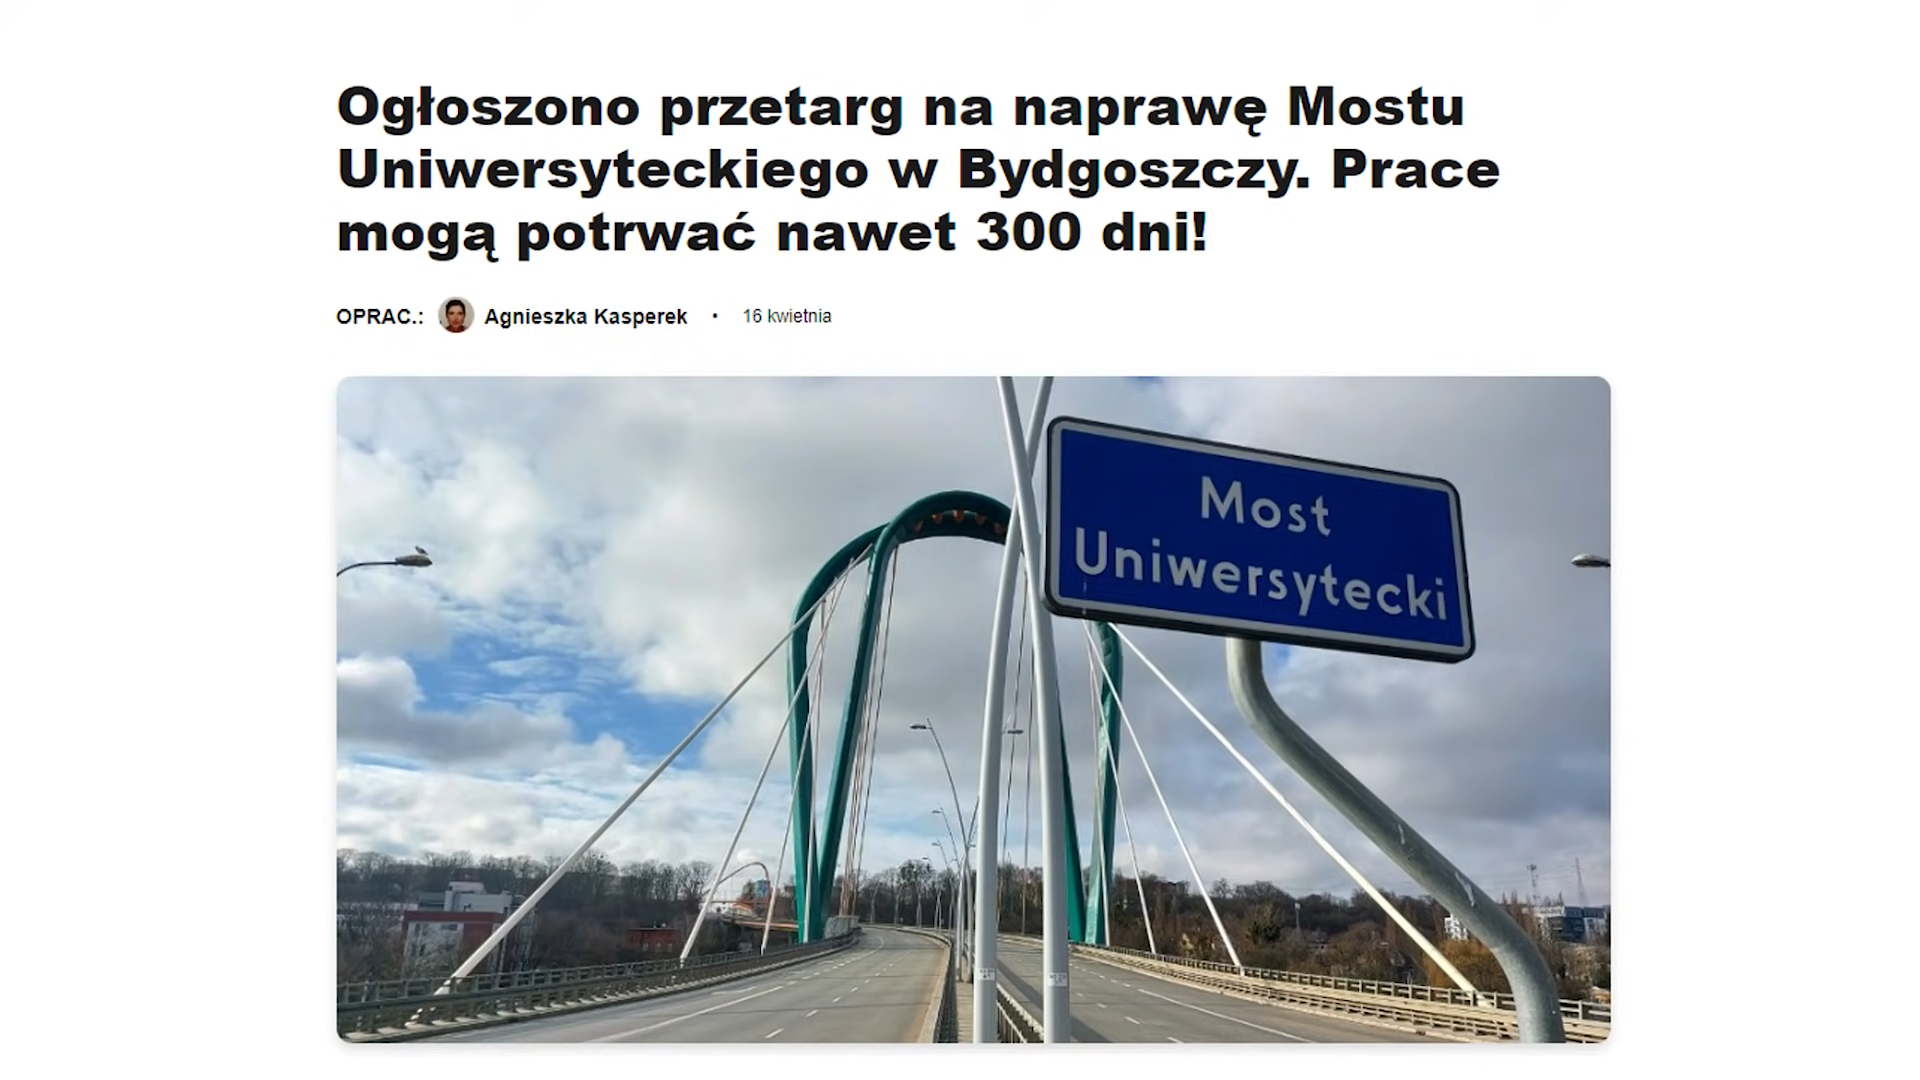 Ogłoszono przetarg na naprawę Mostu
Uniwersyteckiego w Bydgoszczy. Prace
mogą potrwać nawet 300 dni!
OPRAC.: Agnieszka Kasperek • 16 kwietnia
Most
Uniwersytecki